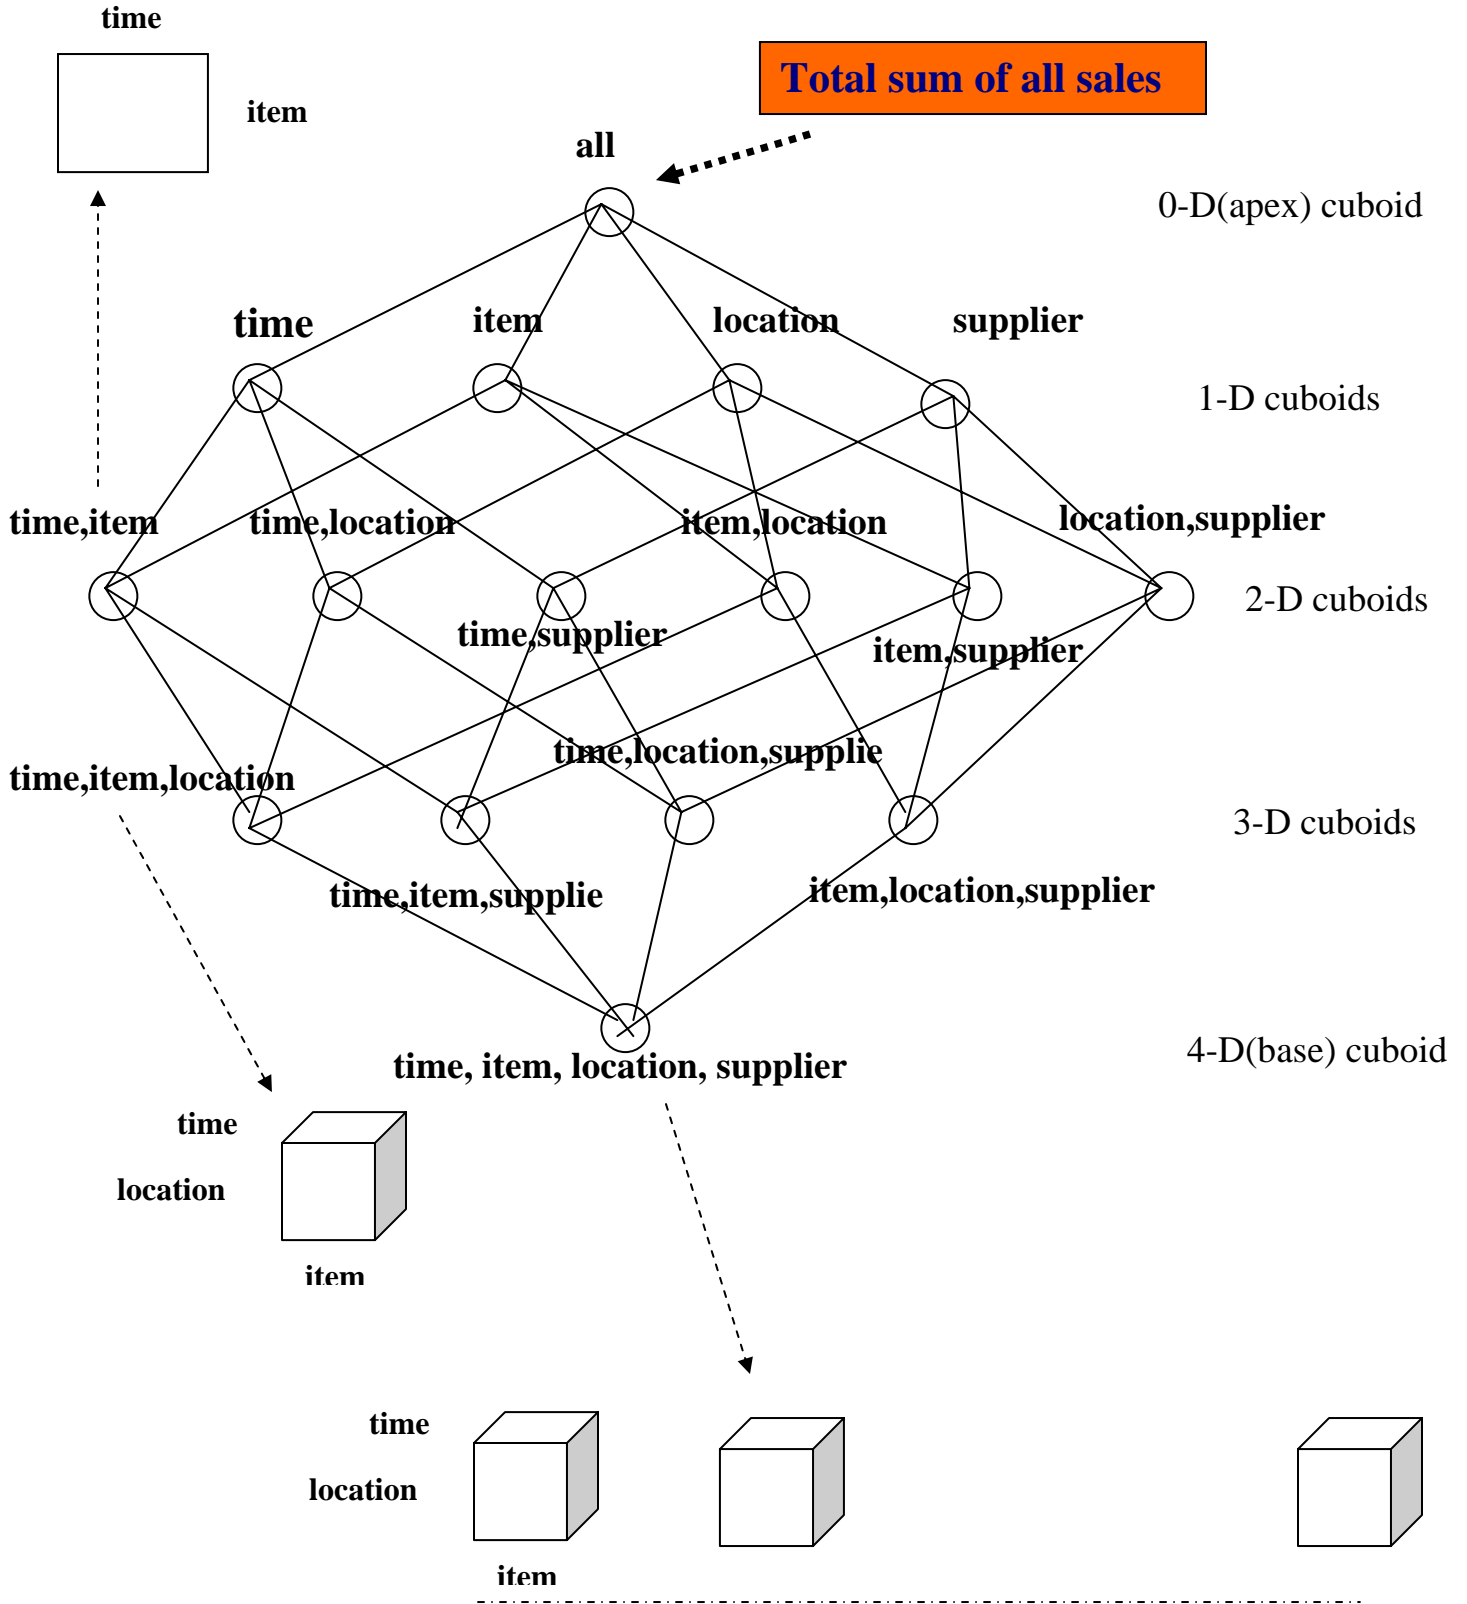 time
Total sum of all sales
item
all
0-D(apex) cuboid
time
item
location
supplier
1-D cuboids
time,item
time,location
item,location
location,supplier
2-D cuboids
time,supplier
item,supplier
time,location,supplie
time,item,location
3-D cuboids
time,item,supplie
item,location,supplier
4-D(base) cuboid
time, item, location, supplier
time
location
item
time
location
item